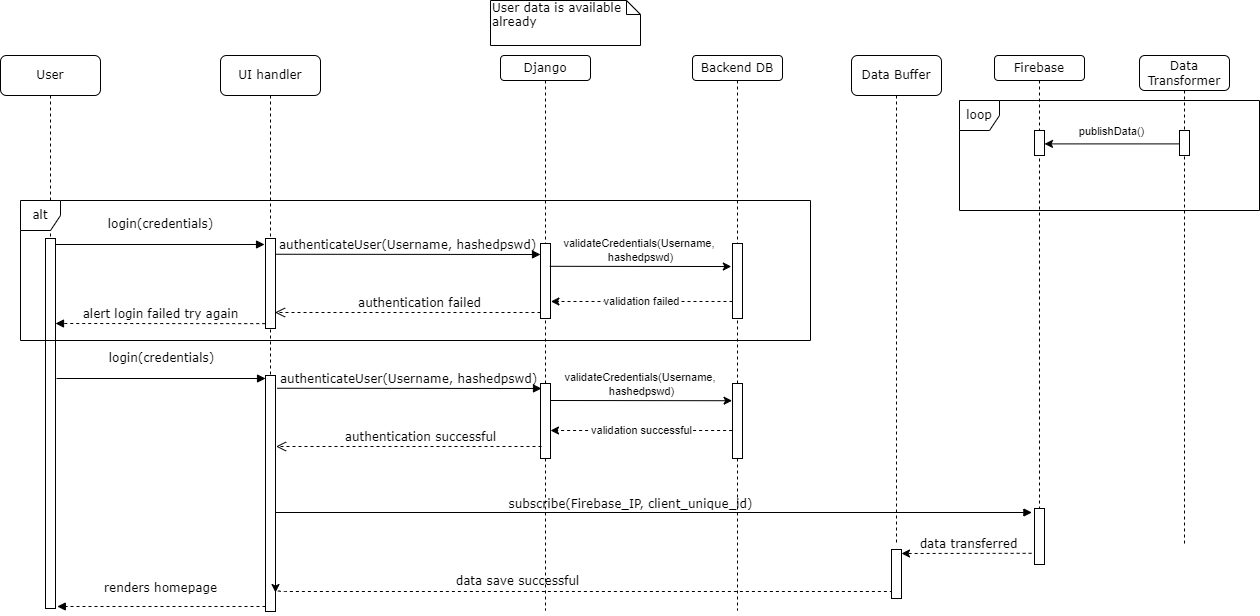 User data is available
already
User
UI handler
Django
Backend DB
Data Buffer
Firebase
Data
Transformer
loop
publishData()
alt
login(credentials)
authenticateUser(Username, hashedpswd)
validateCredentials(Username,
hashedpswd)
validation failed
authentication failed
alert login failed try again
login(credentials)
authenticateUser(Username, hashedpswd)
validateCredentials(Username,
hashedpswd)
validation successful
authentication successful
subscribe(Firebase_IP, client_unique_id)
data transferred
data save successful
renders homepage